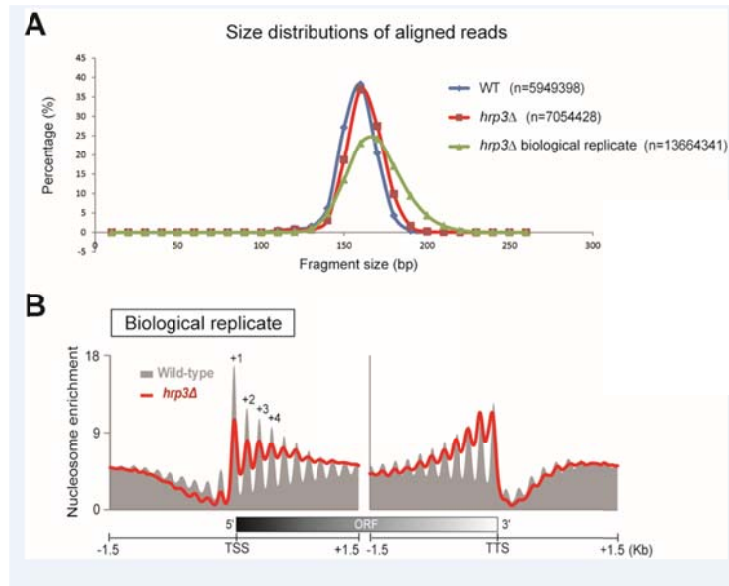 A
Size distributions of aligned reads
Percentage (%)
45
40
35
30
25
20
15
10
5
0
-5
0
50
100
150
200
250
300
Fragment size (bp)
WT (n=5949398)
hrp3Δ (n=7054428)
hrp3Δ biological replicate (n=13664341)
B
Biological replicate
Nucleosome enrichment
18
9
0
Wild-type
hrp3Δ
+1
+2
+3
+4
5'
ORF
3'
-1.5
TSS
+1.5
-1.5
TTS
+1.5 (Kb)